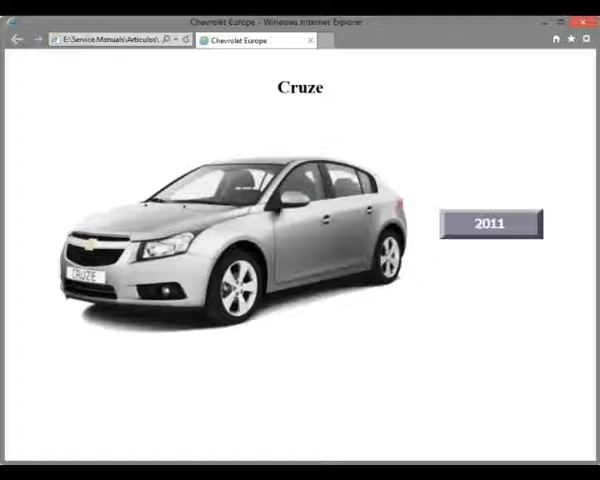 Chevrolet Europe - Windows Internet Explorer
E:\Service Manuals\Articulos\
Chevrolet Europe
Cruze
2011
CRUZE